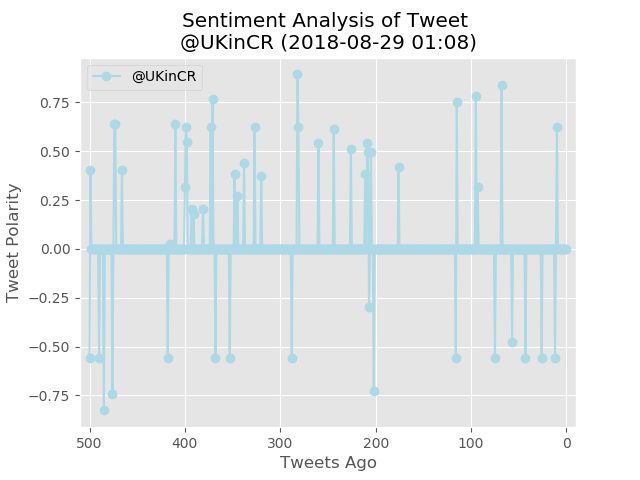 Sentiment Analysis of Tweet
@UKinCR (2018-08-29 01:08)
@UKinCR
Tweet Polarity
0.75
0.50
0.25
0.00
−0.25
−0.50
−0.75
500 400 300 200 100 0
Tweets Ago